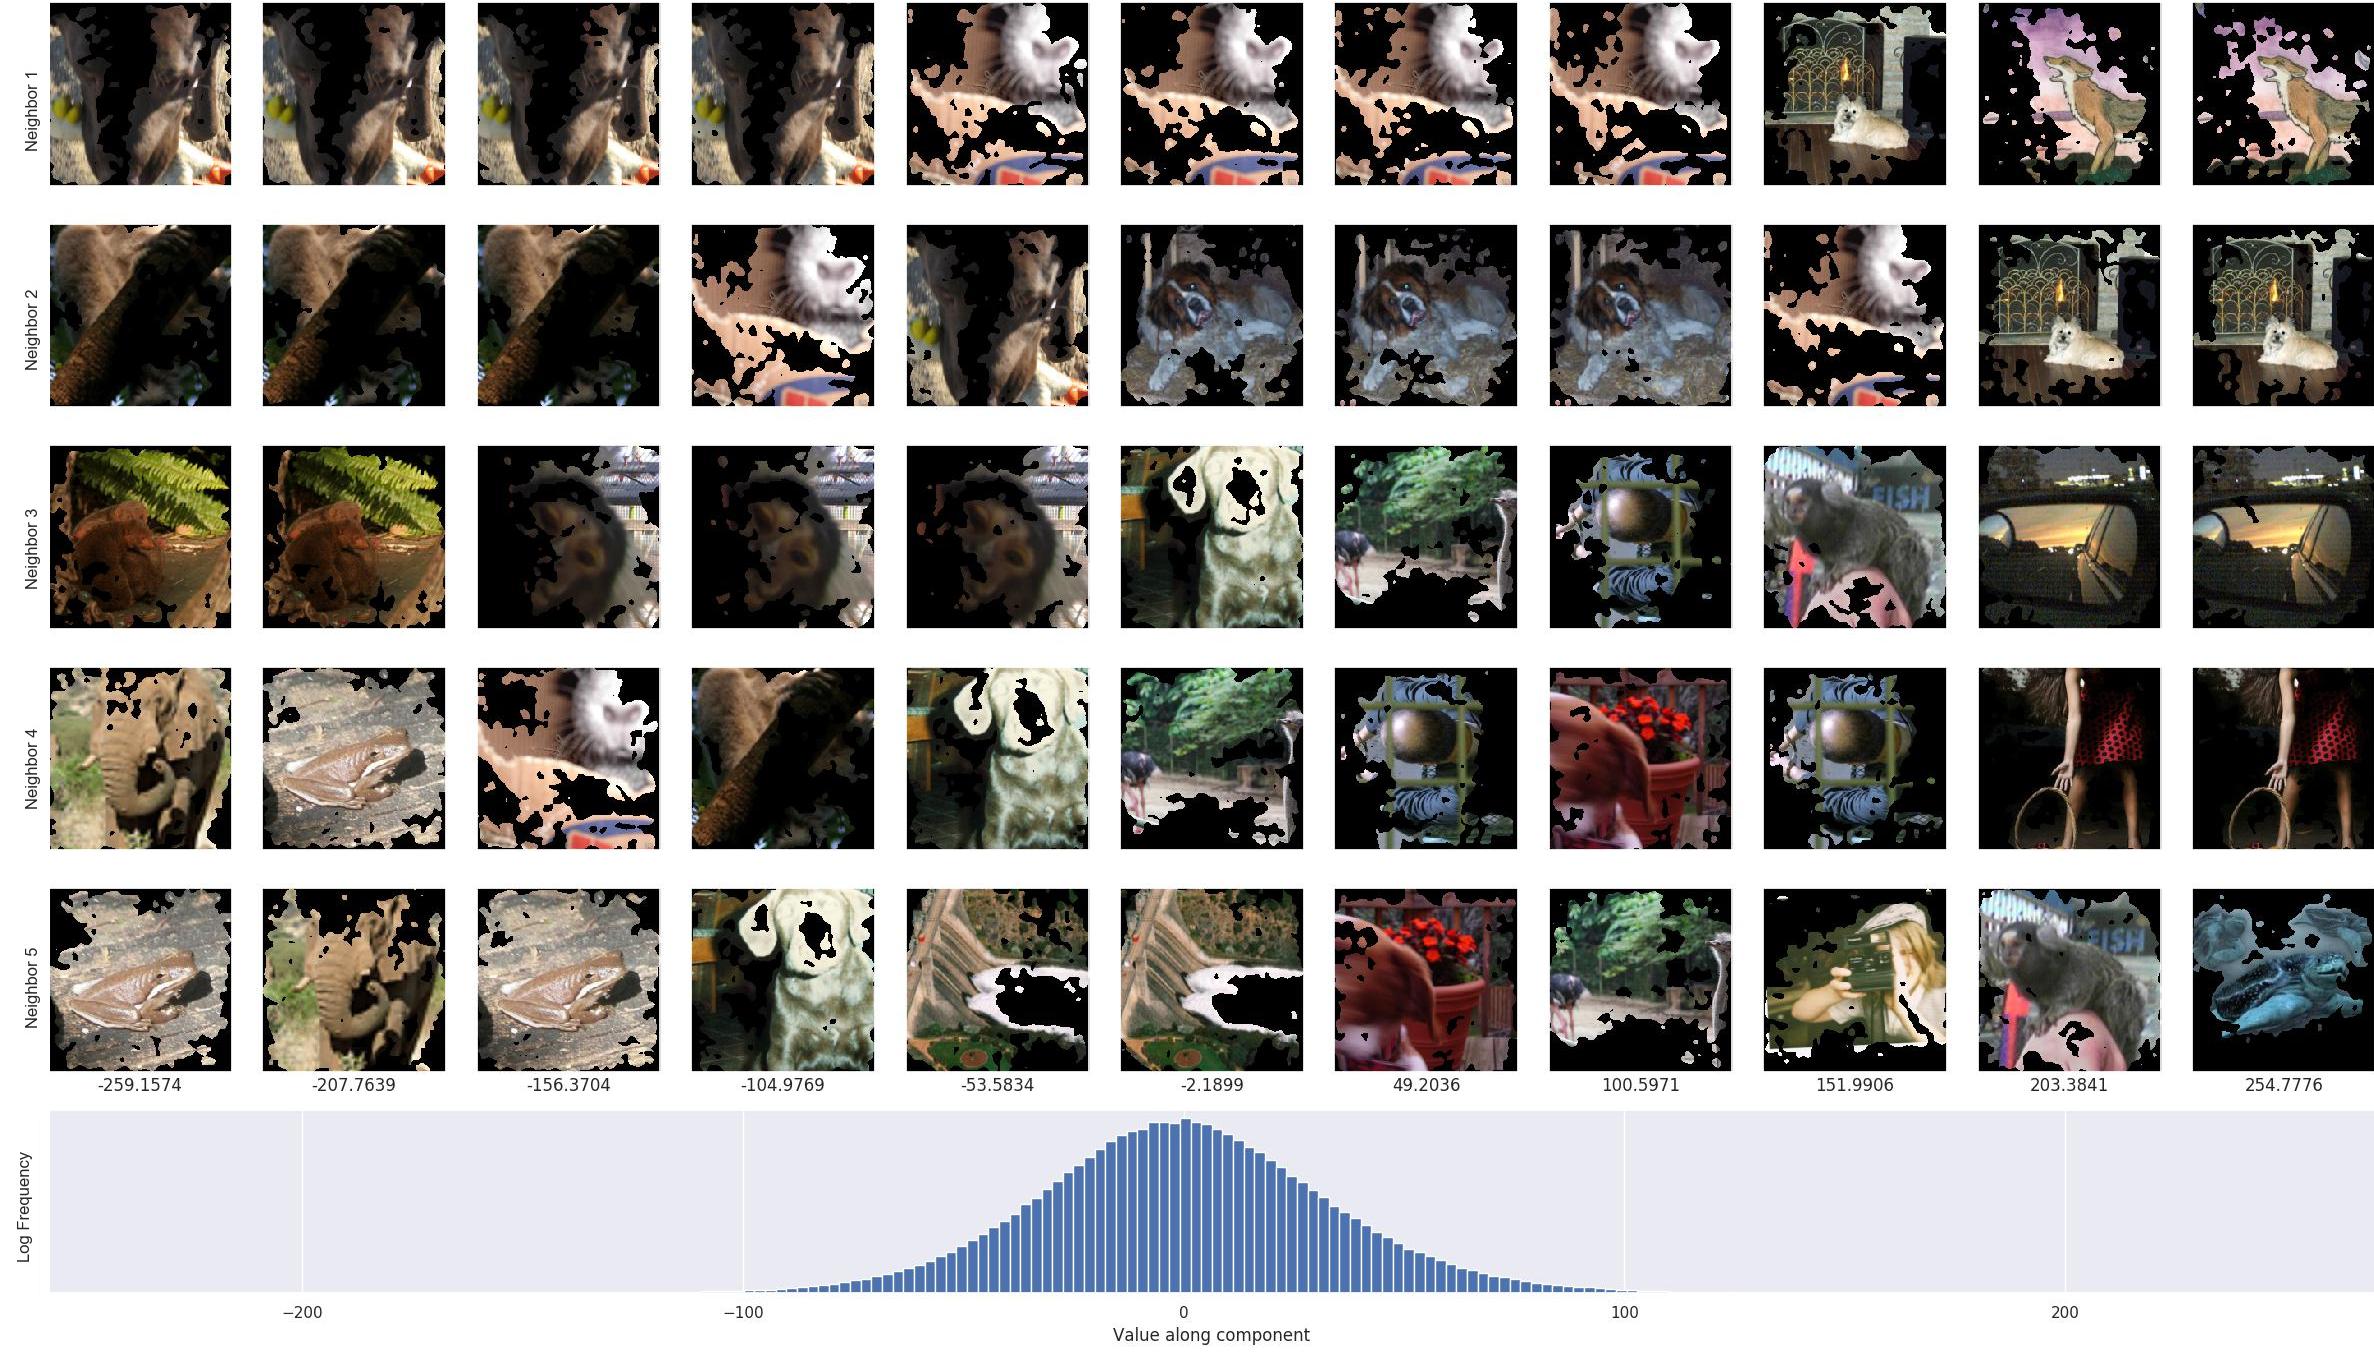 Neighbor 1
Neighbor 2
Neighbor 3
FISH
Neighbor 4
Neighbor 5
FISH
-259.1574 -207.7639 -156.3704 -104.9769 -53.5834 -2.1899 49.2036 100.5971 151.9906 203.3841 254.7776
Log Frequency
−200 −100 0 100 200
Value along component